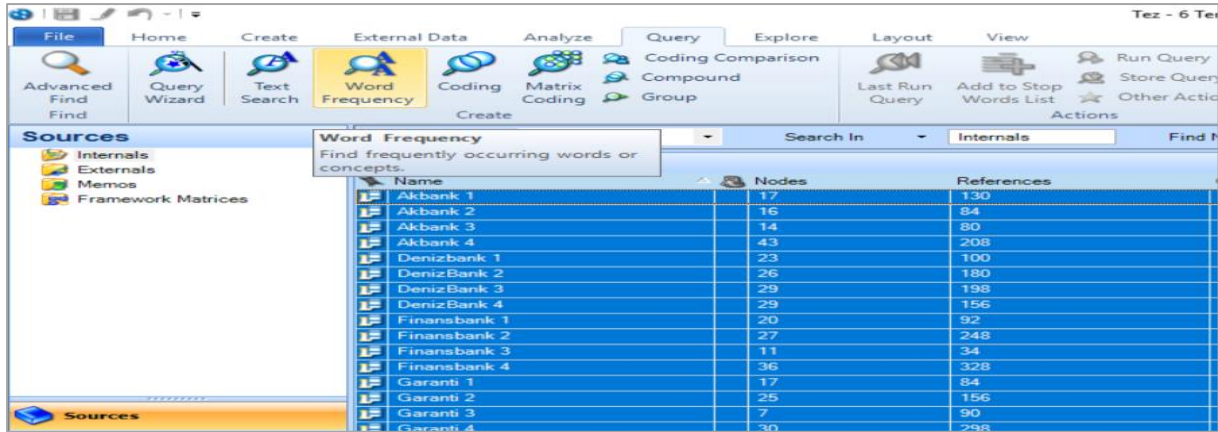 Tez - 6 Ter
File Home Create External Data Analyze Query Explore Layout View
Advanced Find Query Wizard Text Search Word Frequency Coding Matrix Coding Coding Comparison Compound Group Last Run Query Add to Stop Words List Run Query Store Query Other Actio
Find Create Actions
Sources
Search In Internals Find N
Word Frequency
Find frequently occurring words or concepts.
Internals
Externals
Memos
Framework Matrices
Name Nodes References
Akbank 1 17 130
Akbank 2 16 84
Akbank 3 14 80
Akbank 4 43 208
Denizbank 1 23 100
DenizBank 2 26 180
DenizBank 3 29 198
DenizBank 4 29 156
Finansbank 1 20 92
Finansbank 2 27 248
Finansbank 3 11 34
Finansbank 4 36 328
Garanti 1 17 84
Garanti 2 25 156
Garanti 3 7 90
Garanti 4 30 298
Sources